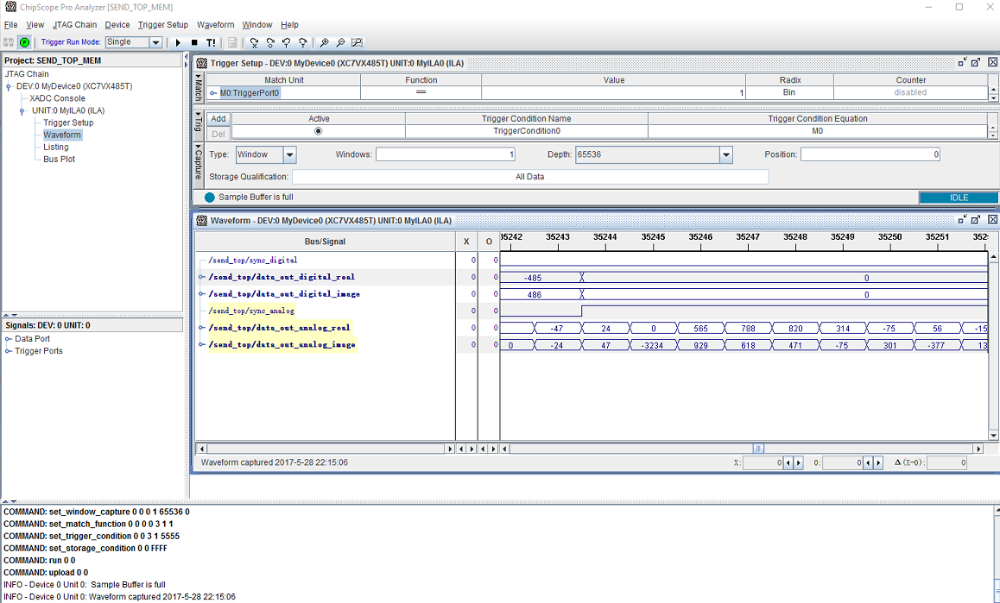 ChipScope Pro Analyzer [SEND_TOP_MEM]
File View JTAG Chain Device Trigger Setup Waveform Window Help
Trigger Run Mode: Single T!
Project: SEND_TOP_MEM
JTAG Chain
DEV:0 MyDevice0 (XC7VX485T)
XADC Console
UNIT:0 MyILA0 (ILA)
Trigger Setup
Waveform
Listing
Bus Plot
Signals: DEV: 0 UNIT: 0
Data Port
Trigger Ports
Trigger Setup - DEV:0 MyDevice0 (XC7VX485T) UNIT:0 MyILA0 (ILA)
Match
Match Unit Function Value Radix Counter
M0:TriggerPort0 == 1 Bin disabled
Trig
Add Active Trigger Condition Name Trigger Condition Equation
Del TriggerCondition0 M0
Capture
Type: Window Windows: 1 Depth: 65536 Position: 0
Storage Qualification: All Data
Sample Buffer is full IDLE
Waveform - DEV:0 MyDevice0 (XC7VX485T) UNIT:0 MyILA0 (ILA)
Bus/Signal X O 35242 35243 35244 35245 35246 35247 35248 35249 35250 35251 352
/send_top/sync_digital 0 0
/send_top/data_out_digital_real 0 0 -485 0
/send_top/data_out_digital_image 0 0 486 0
/send_top/sync_analog 0 0
/send_top/data_out_analog_real 0 0 -47 24 0 565 788 820 314 -75 56 -15
/send_top/data_out_analog_image 0 0 0 -24 47 -3234 929 618 471 -75 301 -377 13
Waveform captured 2017-5-28 22:15:06 X: 0 O: 0 Δ(X-O): 0
COMMAND: set_window_capture 0 0 0 1 65536 0
COMMAND: set_match_function 0 0 0 0 3 1 1
COMMAND: set_trigger_condition 0 0 3 1 5555
COMMAND: set_storage_condition 0 0 FFFF
COMMAND: run 0 0
COMMAND: upload 0 0
INFO - Device 0 Unit 0: Sample Buffer is full
INFO - Device 0 Unit 0: Waveform captured 2017-5-28 22:15:06